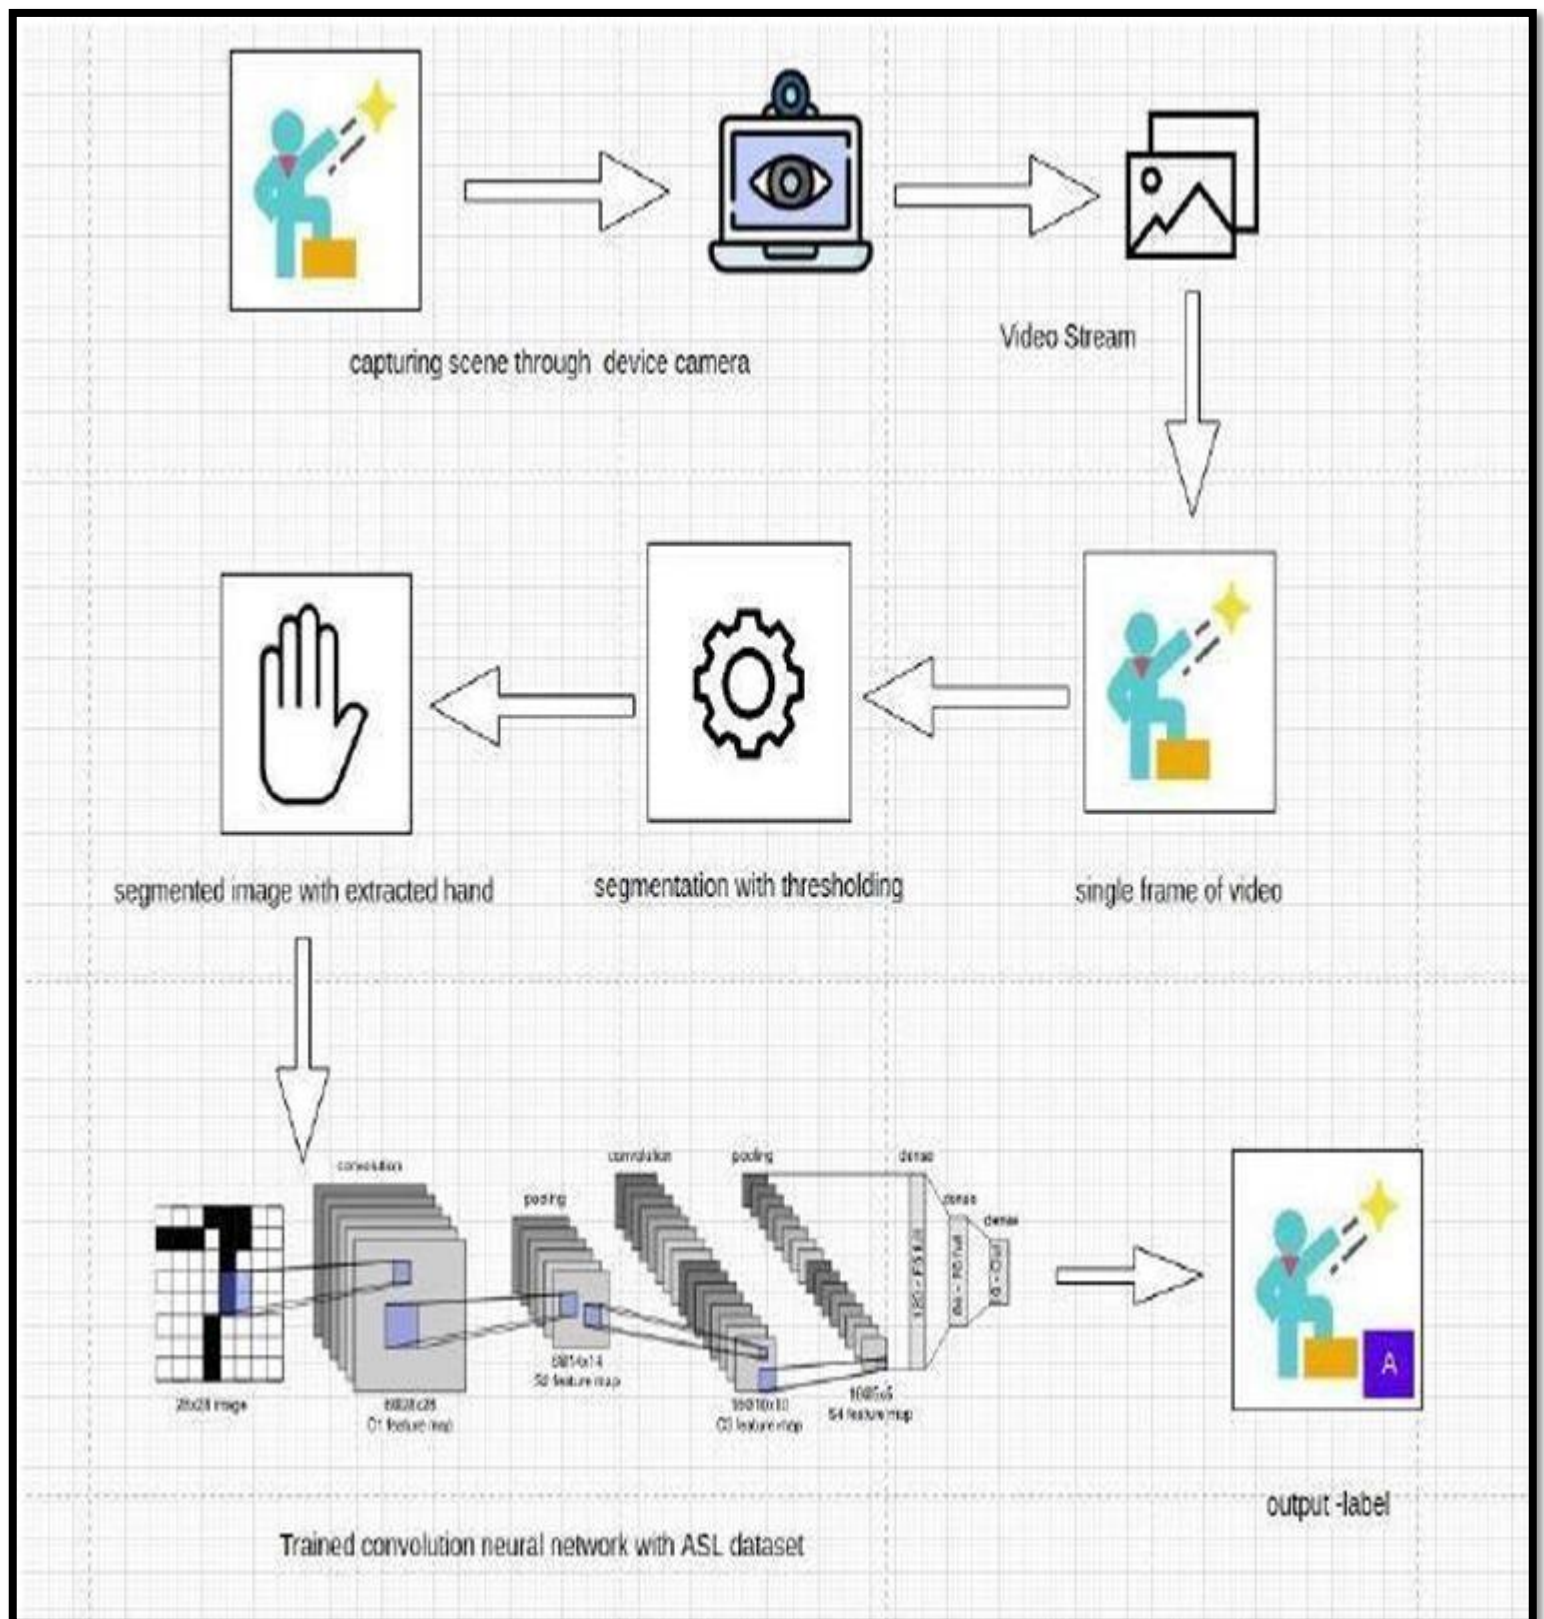 capturing scene through device camera
Video Stream
segmented image with extracted hand
segmentation with thresholding
single frame of video
convolution
pooling
convolution
pooling
dense
dense
dense
28x28 image
C1 feature map
S2 feature map
C3 feature map
S4 feature map
A
output -label
Trained convolution neural network with ASL dataset